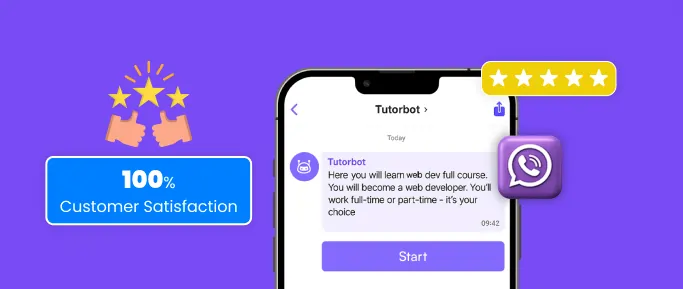 100%
Customer Satisfaction
Tutorbot ›
Today
Tutorbot
Here you will learn web dev full course.
You will become a web developer. You'll
work full-time or part-time - it's your
choice
09:42
Start